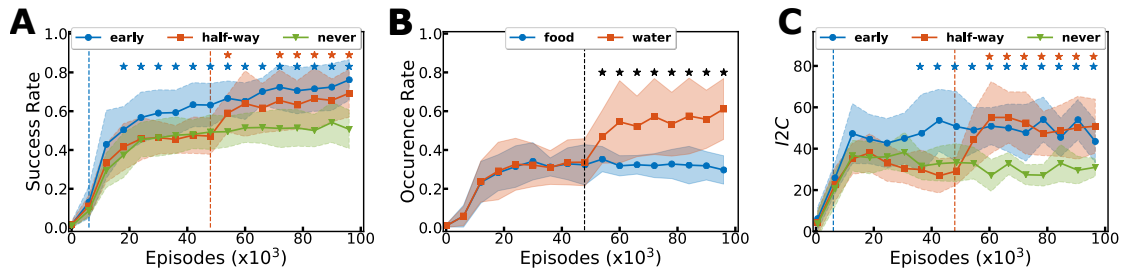 A
early half-way never
Success Rate
1.0
0.8
0.6
0.4
0.2
0.0
0 20 40 60 80 100
Episodes (x10³)
B
food water
Occurence Rate
1.0
0.8
0.6
0.4
0.2
0.0
0 20 40 60 80 100
Episodes (x10³)
C
early half-way never
I2C
80
60
40
20
0
0 20 40 60 80 100
Episodes (x10³)